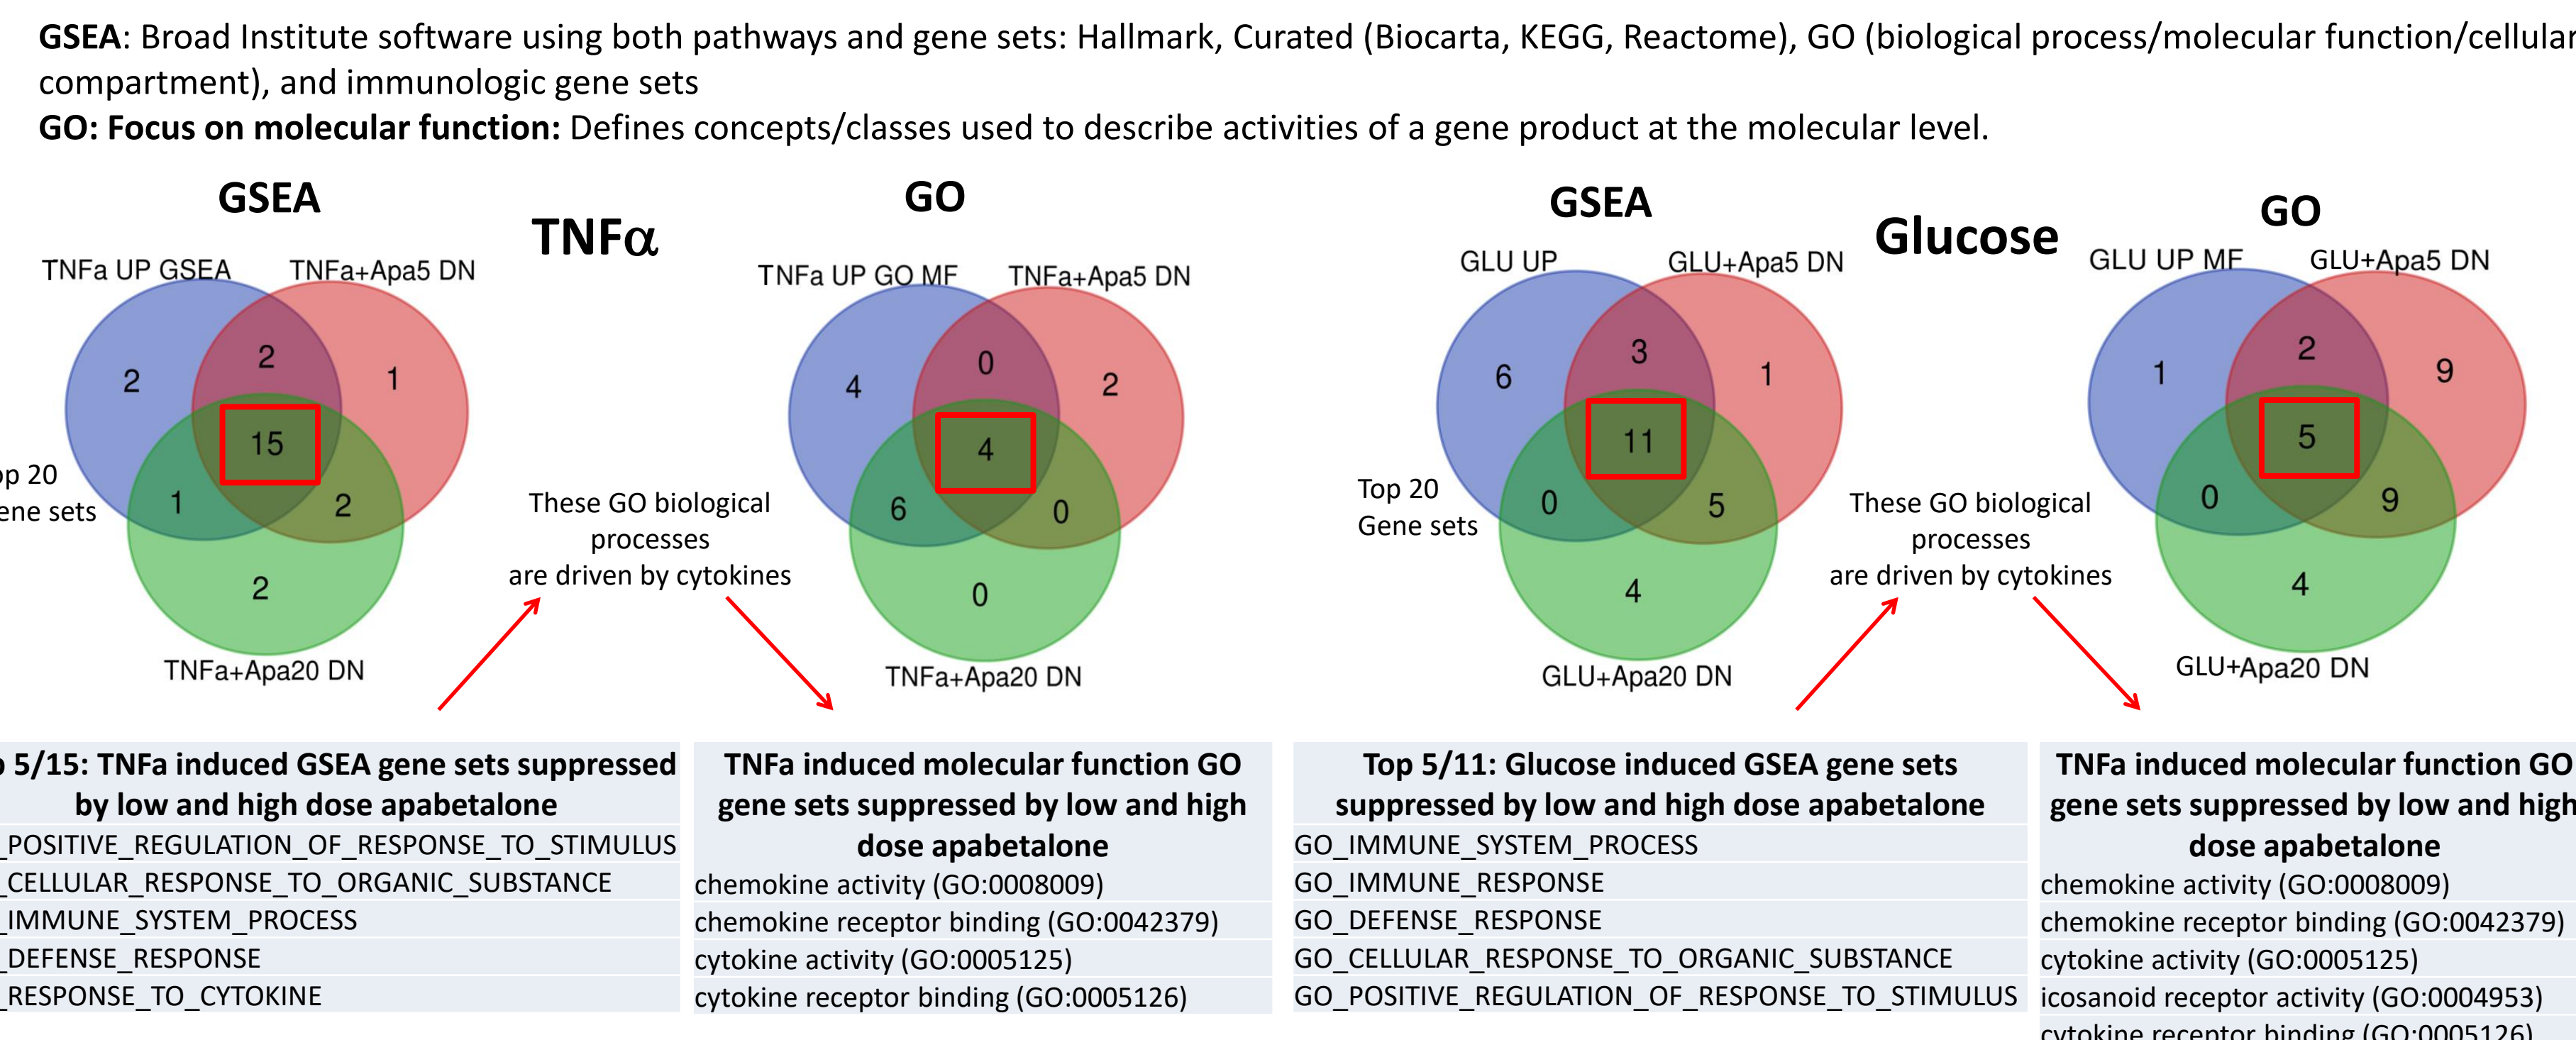 GSEA: Broad Institute software using both pathways and gene sets: Hallmark, Curated (Biocarta, KEGG, Reactome), GO (biological process/molecular function/cellular
compartment), and immunologic gene sets
GO: Focus on molecular function: Defines concepts/classes used to describe activities of a gene product at the molecular level.
GSEA
TNFα
GO
TNFa UP GSEA
TNFa+Apa5 DN
2
2
1
15
1
2
2
TNFa+Apa20 DN
op 20
ene sets
These GO biological
processes
are driven by cytokines
TNFa UP GO MF
TNFa+Apa5 DN
4
0
2
4
6
0
0
TNFa+Apa20 DN
GSEA
Glucose
GO
GLU UP
GLU+Apa5 DN
6
3
1
11
0
5
4
GLU+Apa20 DN
Top 20
Gene sets
These GO biological
processes
are driven by cytokines
GLU UP MF
GLU+Apa5 DN
1
2
9
5
0
9
4
GLU+Apa20 DN
p 5/15: TNFa induced GSEA gene sets suppressed
by low and high dose apabetalone
_POSITIVE_REGULATION_OF_RESPONSE_TO_STIMULUS
_CELLULAR_RESPONSE_TO_ORGANIC_SUBSTANCE
_IMMUNE_SYSTEM_PROCESS
_DEFENSE_RESPONSE
_RESPONSE_TO_CYTOKINE
TNFa induced molecular function GO
gene sets suppressed by low and high
dose apabetalone
chemokine activity (GO:0008009)
chemokine receptor binding (GO:0042379)
cytokine activity (GO:0005125)
cytokine receptor binding (GO:0005126)
Top 5/11: Glucose induced GSEA gene sets
suppressed by low and high dose apabetalone
GO_IMMUNE_SYSTEM_PROCESS
GO_IMMUNE_RESPONSE
GO_DEFENSE_RESPONSE
GO_CELLULAR_RESPONSE_TO_ORGANIC_SUBSTANCE
GO_POSITIVE_REGULATION_OF_RESPONSE_TO_STIMULUS
TNFa induced molecular function GO
gene sets suppressed by low and high
dose apabetalone
chemokine activity (GO:0008009)
chemokine receptor binding (GO:0042379)
cytokine activity (GO:0005125)
icosanoid receptor activity (GO:0004953)
cytokine receptor binding (GO:0005126)